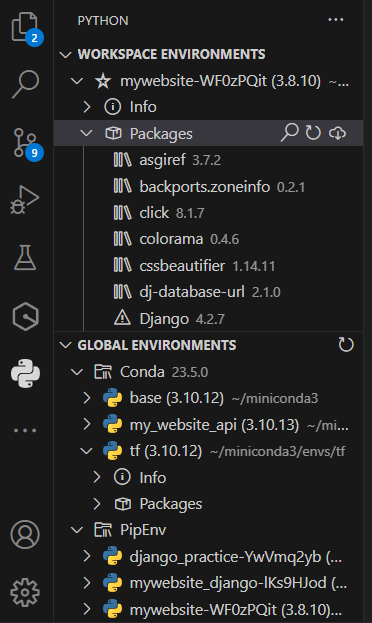 PYTHON
2
WORKSPACE ENVIRONMENTS
mywebsite-WF0zPQit (3.8.10) ~...
Info
9
Packages
asgiref 3.7.2
backports.zoneinfo 0.2.1
click 8.1.7
colorama 0.4.6
cssbeautifier 1.14.11
dj-database-url 2.1.0
Django 4.2.7
GLOBAL ENVIRONMENTS
Conda 23.5.0
base (3.10.12) ~/miniconda3
my_website_api (3.10.13) ~/mi...
tf (3.10.12) ~/miniconda3/envs/tf
Info
Packages
PipEnv
django_practice-YwVmq2yb (...
mywebsite_django-lKs9HJod (...
mywebsite-WF0zPQit (3.8.10)...